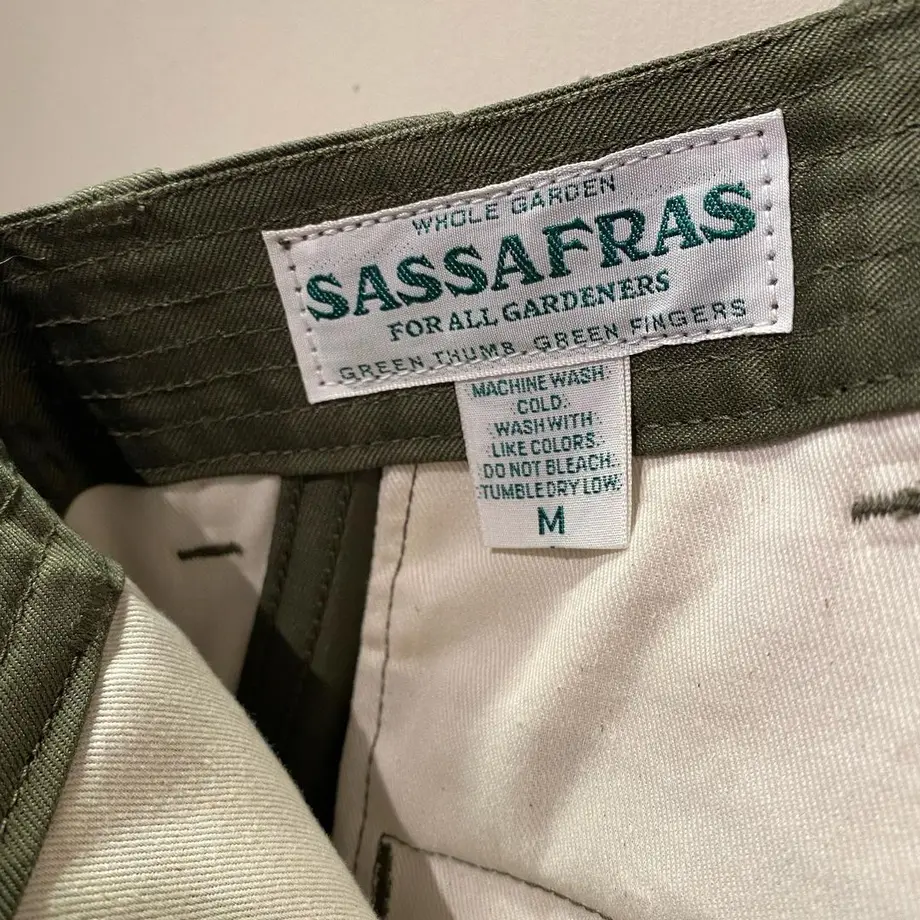 WHOLE GARDEN
SASSAFRAS
FOR ALL GARDENERS
GREEN THUMB, GREEN FINGERS
MACHINE WASH
COLD.
WASH WITH
LIKE COLORS.
DO NOT BLEACH.
TUMBLE DRY LOW.
M